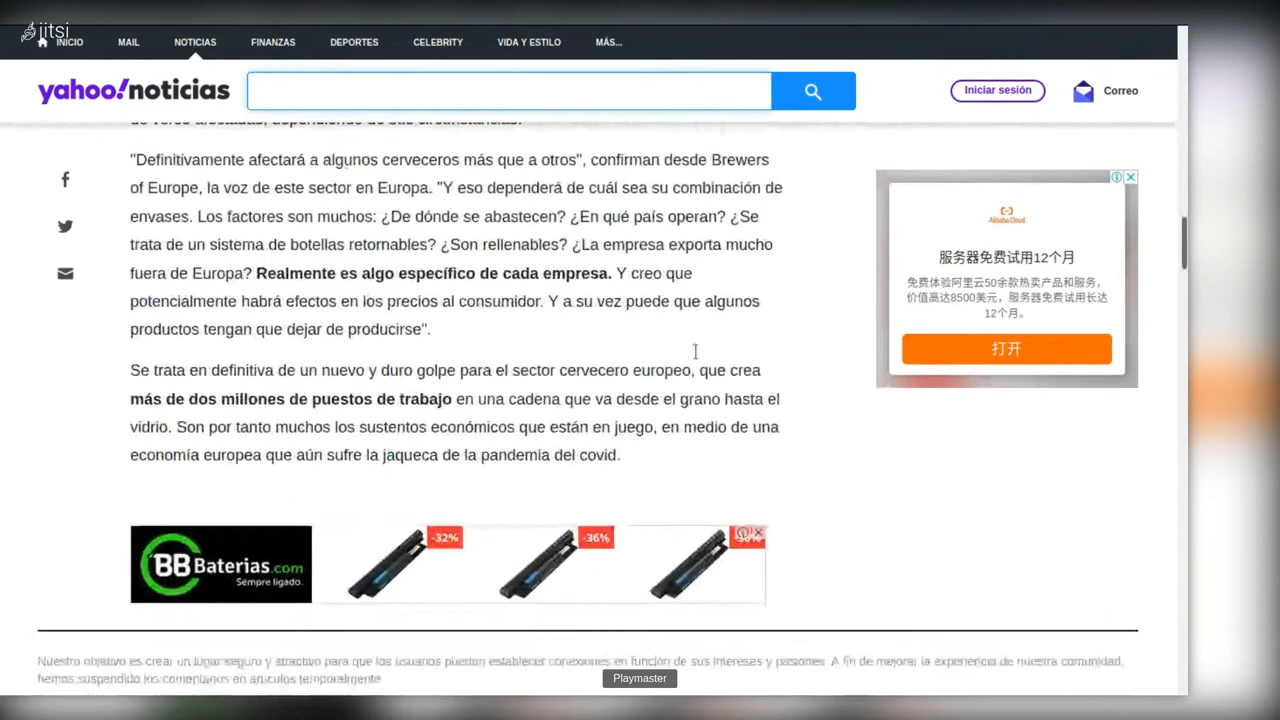 jitsi
INICIO MAIL NOTICIAS FINANZAS DEPORTES CELEBRITY VIDA Y ESTILO MÁS...
yahoo!noticias
Iniciar sesión
Correo
"Definitivamente afectará a algunos cerveceros más que a otros", confirman desde Brewers
of Europe, la voz de este sector en Europa. "Y eso dependerá de cuál sea su combinación de
envases. Los factores son muchos: ¿De dónde se abastecen? ¿En qué país operan? ¿Se
trata de un sistema de botellas retornables? ¿Son rellenables? ¿La empresa exporta mucho
fuera de Europa? Realmente es algo específico de cada empresa. Y creo que
potencialmente habrá efectos en los precios al consumidor. Y a su vez puede que algunos
productos tengan que dejar de producirse".
Se trata en definitiva de un nuevo y duro golpe para el sector cervecero europeo, que crea
más de dos millones de puestos de trabajo en una cadena que va desde el grano hasta el
vidrio. Son por tanto muchos los sustentos económicos que están en juego, en medio de una
economía europea que aún sufre la jaqueca de la pandemia del covid.
Alibaba Cloud
服务器免费试用12个月
免费体验阿里云50余款热卖产品和服务,
价值高达8500美元，服务器免费试用长达
12个月。
打开
BB Baterias.com
Sempre ligado.
-32%
-36%
Nuestro objetivo es crear un lugar seguro y atractivo para que los usuarios puedan establecer conexiones en función de sus intereses y pasiones. A fin de mejorar la experiencia de nuestra comunidad,
hemos suspendido los comentarios en artículos temporalmente
Playmaster